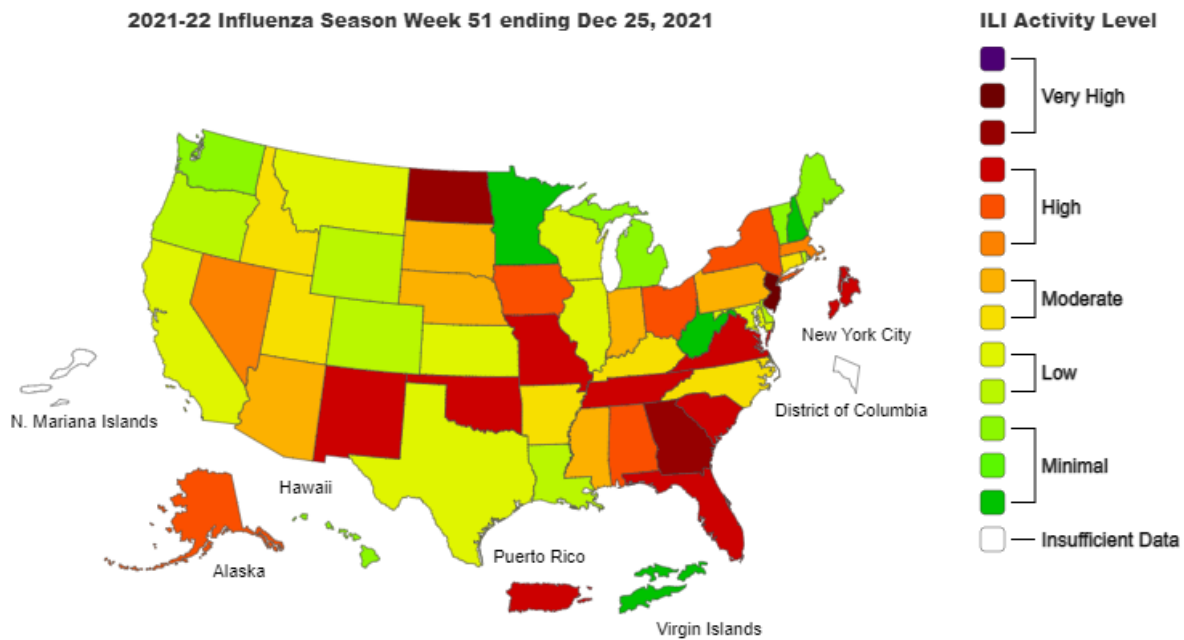 2021-22 Influenza Season Week 51 ending Dec 25, 2021
ILI Activity Level
Very High
High
Moderate
Low
Minimal
Insufficient Data
New York City
District of Columbia
N. Mariana Islands
Hawaii
Alaska
Puerto Rico
Virgin Islands